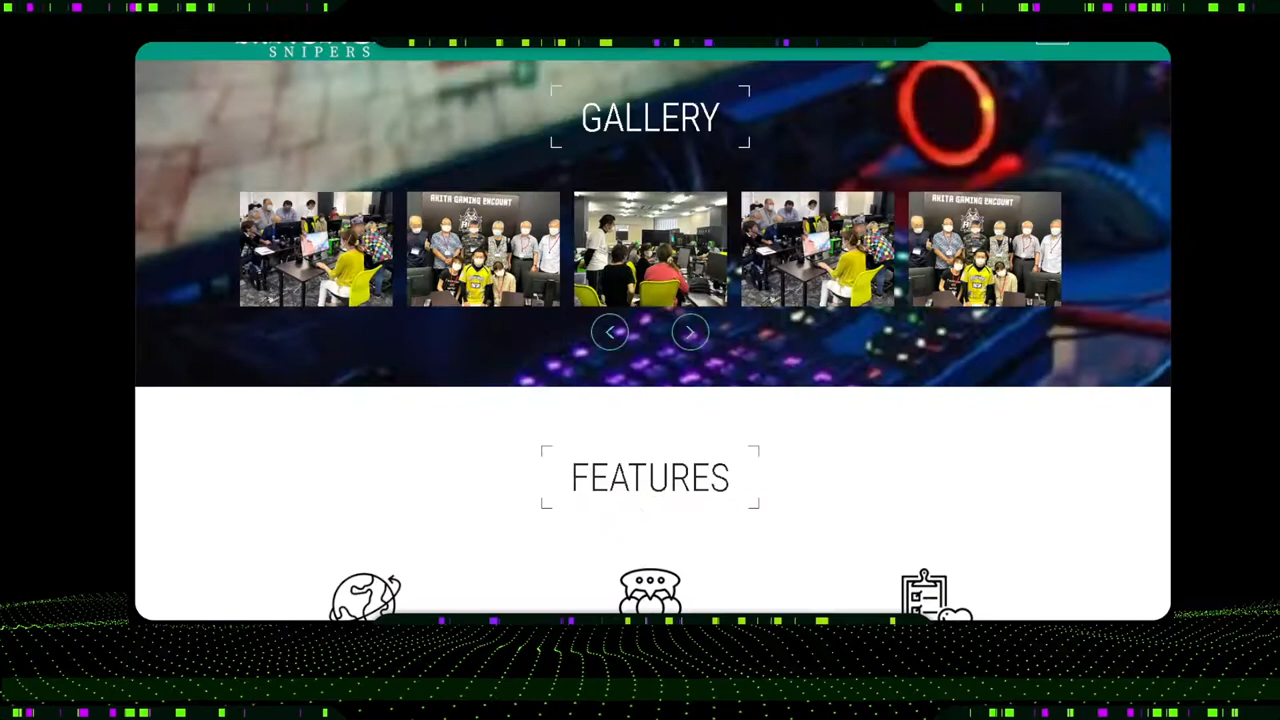 SNIPERS
GALLERY
AKITA GAMING ENCOUNT
AKITA GAMING ENCOUNT
FEATURES